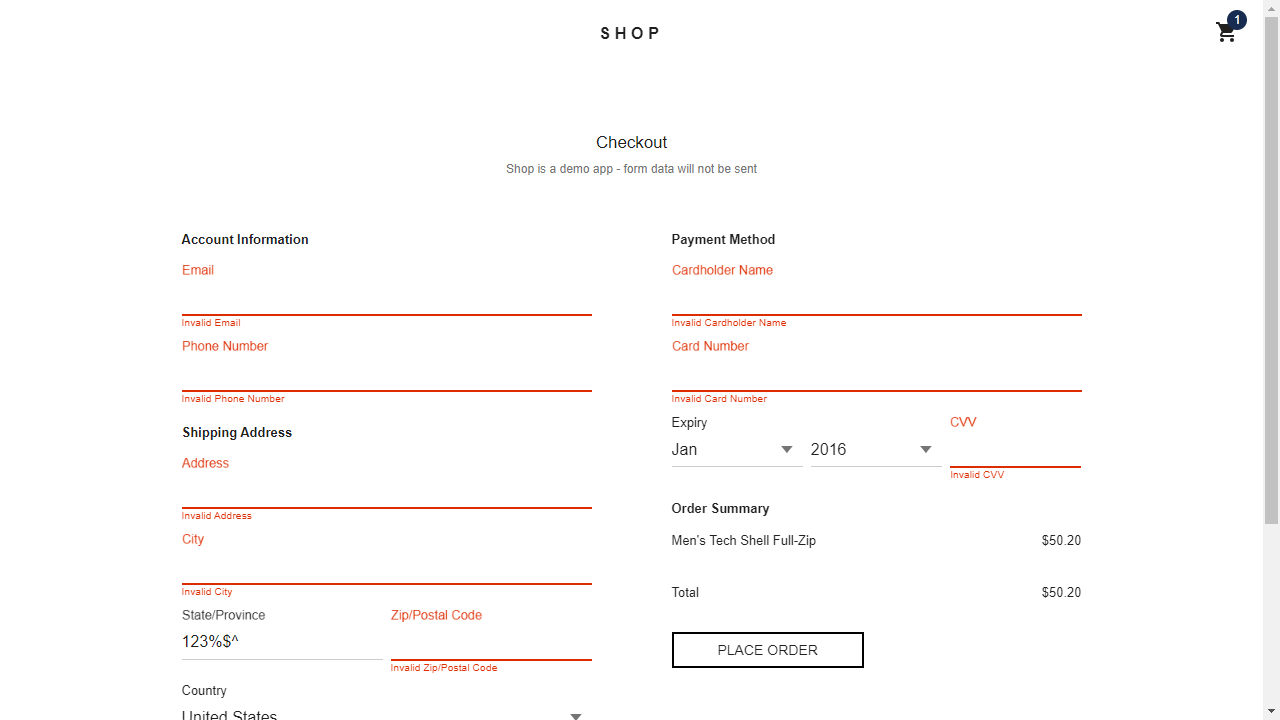 SHOP
1
Checkout
Shop is a demo app - form data will not be sent
Account Information
Email
Invalid Email
Phone Number
Invalid Phone Number
Shipping Address
Address
Invalid Address
City
Invalid City
State/Province
Zip/Postal Code
123%$^
Invalid Zip/Postal Code
Country
United States
Payment Method
Cardholder Name
Invalid Cardholder Name
Card Number
Invalid Card Number
Expiry
CVV
Jan
2016
Invalid CVV
Order Summary
Men's Tech Shell Full-Zip $50.20
Total $50.20
PLACE ORDER